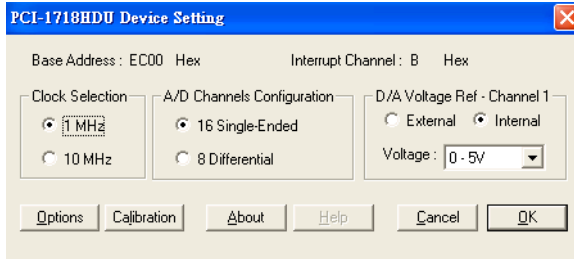 PCI-1718HDU Device Setting
Base Address : EC00 Hex Interrupt Channel : B Hex
Clock Selection A/D Channels Configuration D/A Voltage Ref - Channel 1
1 MHz 16 Single-Ended External Internal
10 MHz 8 Differential Voltage : 0 - 5V
Options Calibration About Help Cancel OK